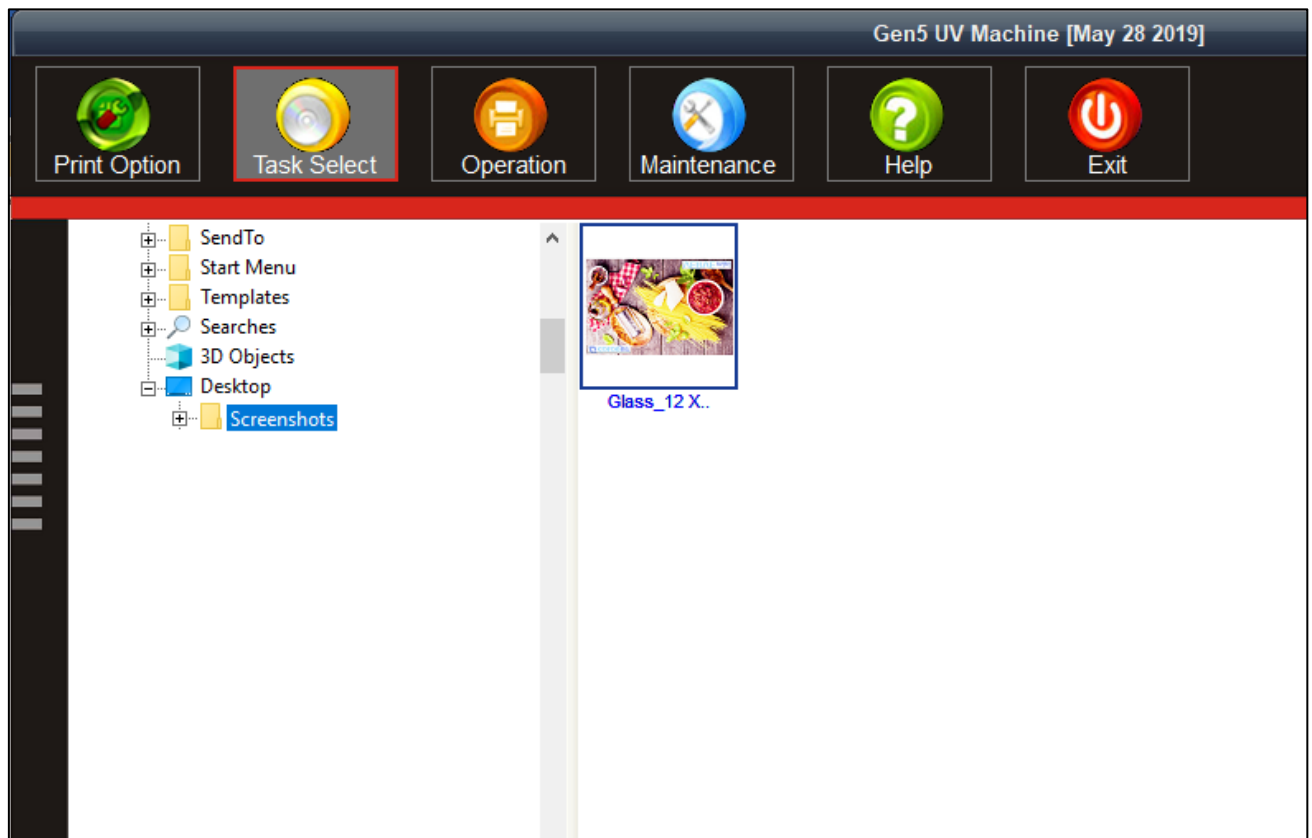 Gen5 UV Machine [May 28 2019]
Print Option
Task Select
Operation
Maintenance
Help
Exit
SendTo
Start Menu
Templates
Searches
3D Objects
Desktop
Screenshots
Glass_12 X..